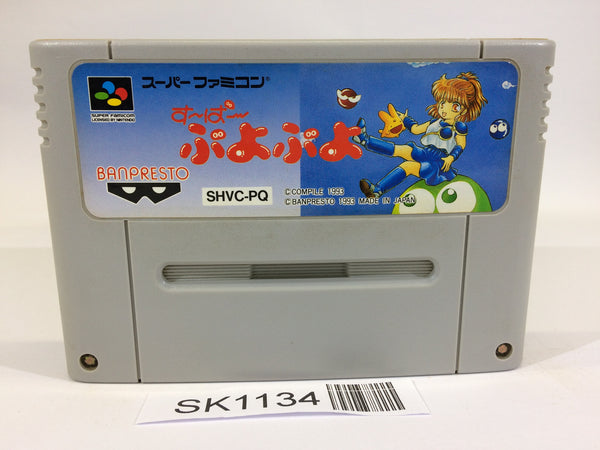 スーパーファミコン®
SUPER FAMICOM
LICENSED BY NINTENDO
す〜ぱ〜
ぷよぷよ
BANPRESTO
SHVC-PQ
© COMPILE 1993
© BANPRESTO 1993 MADE IN JAPAN
SK1134